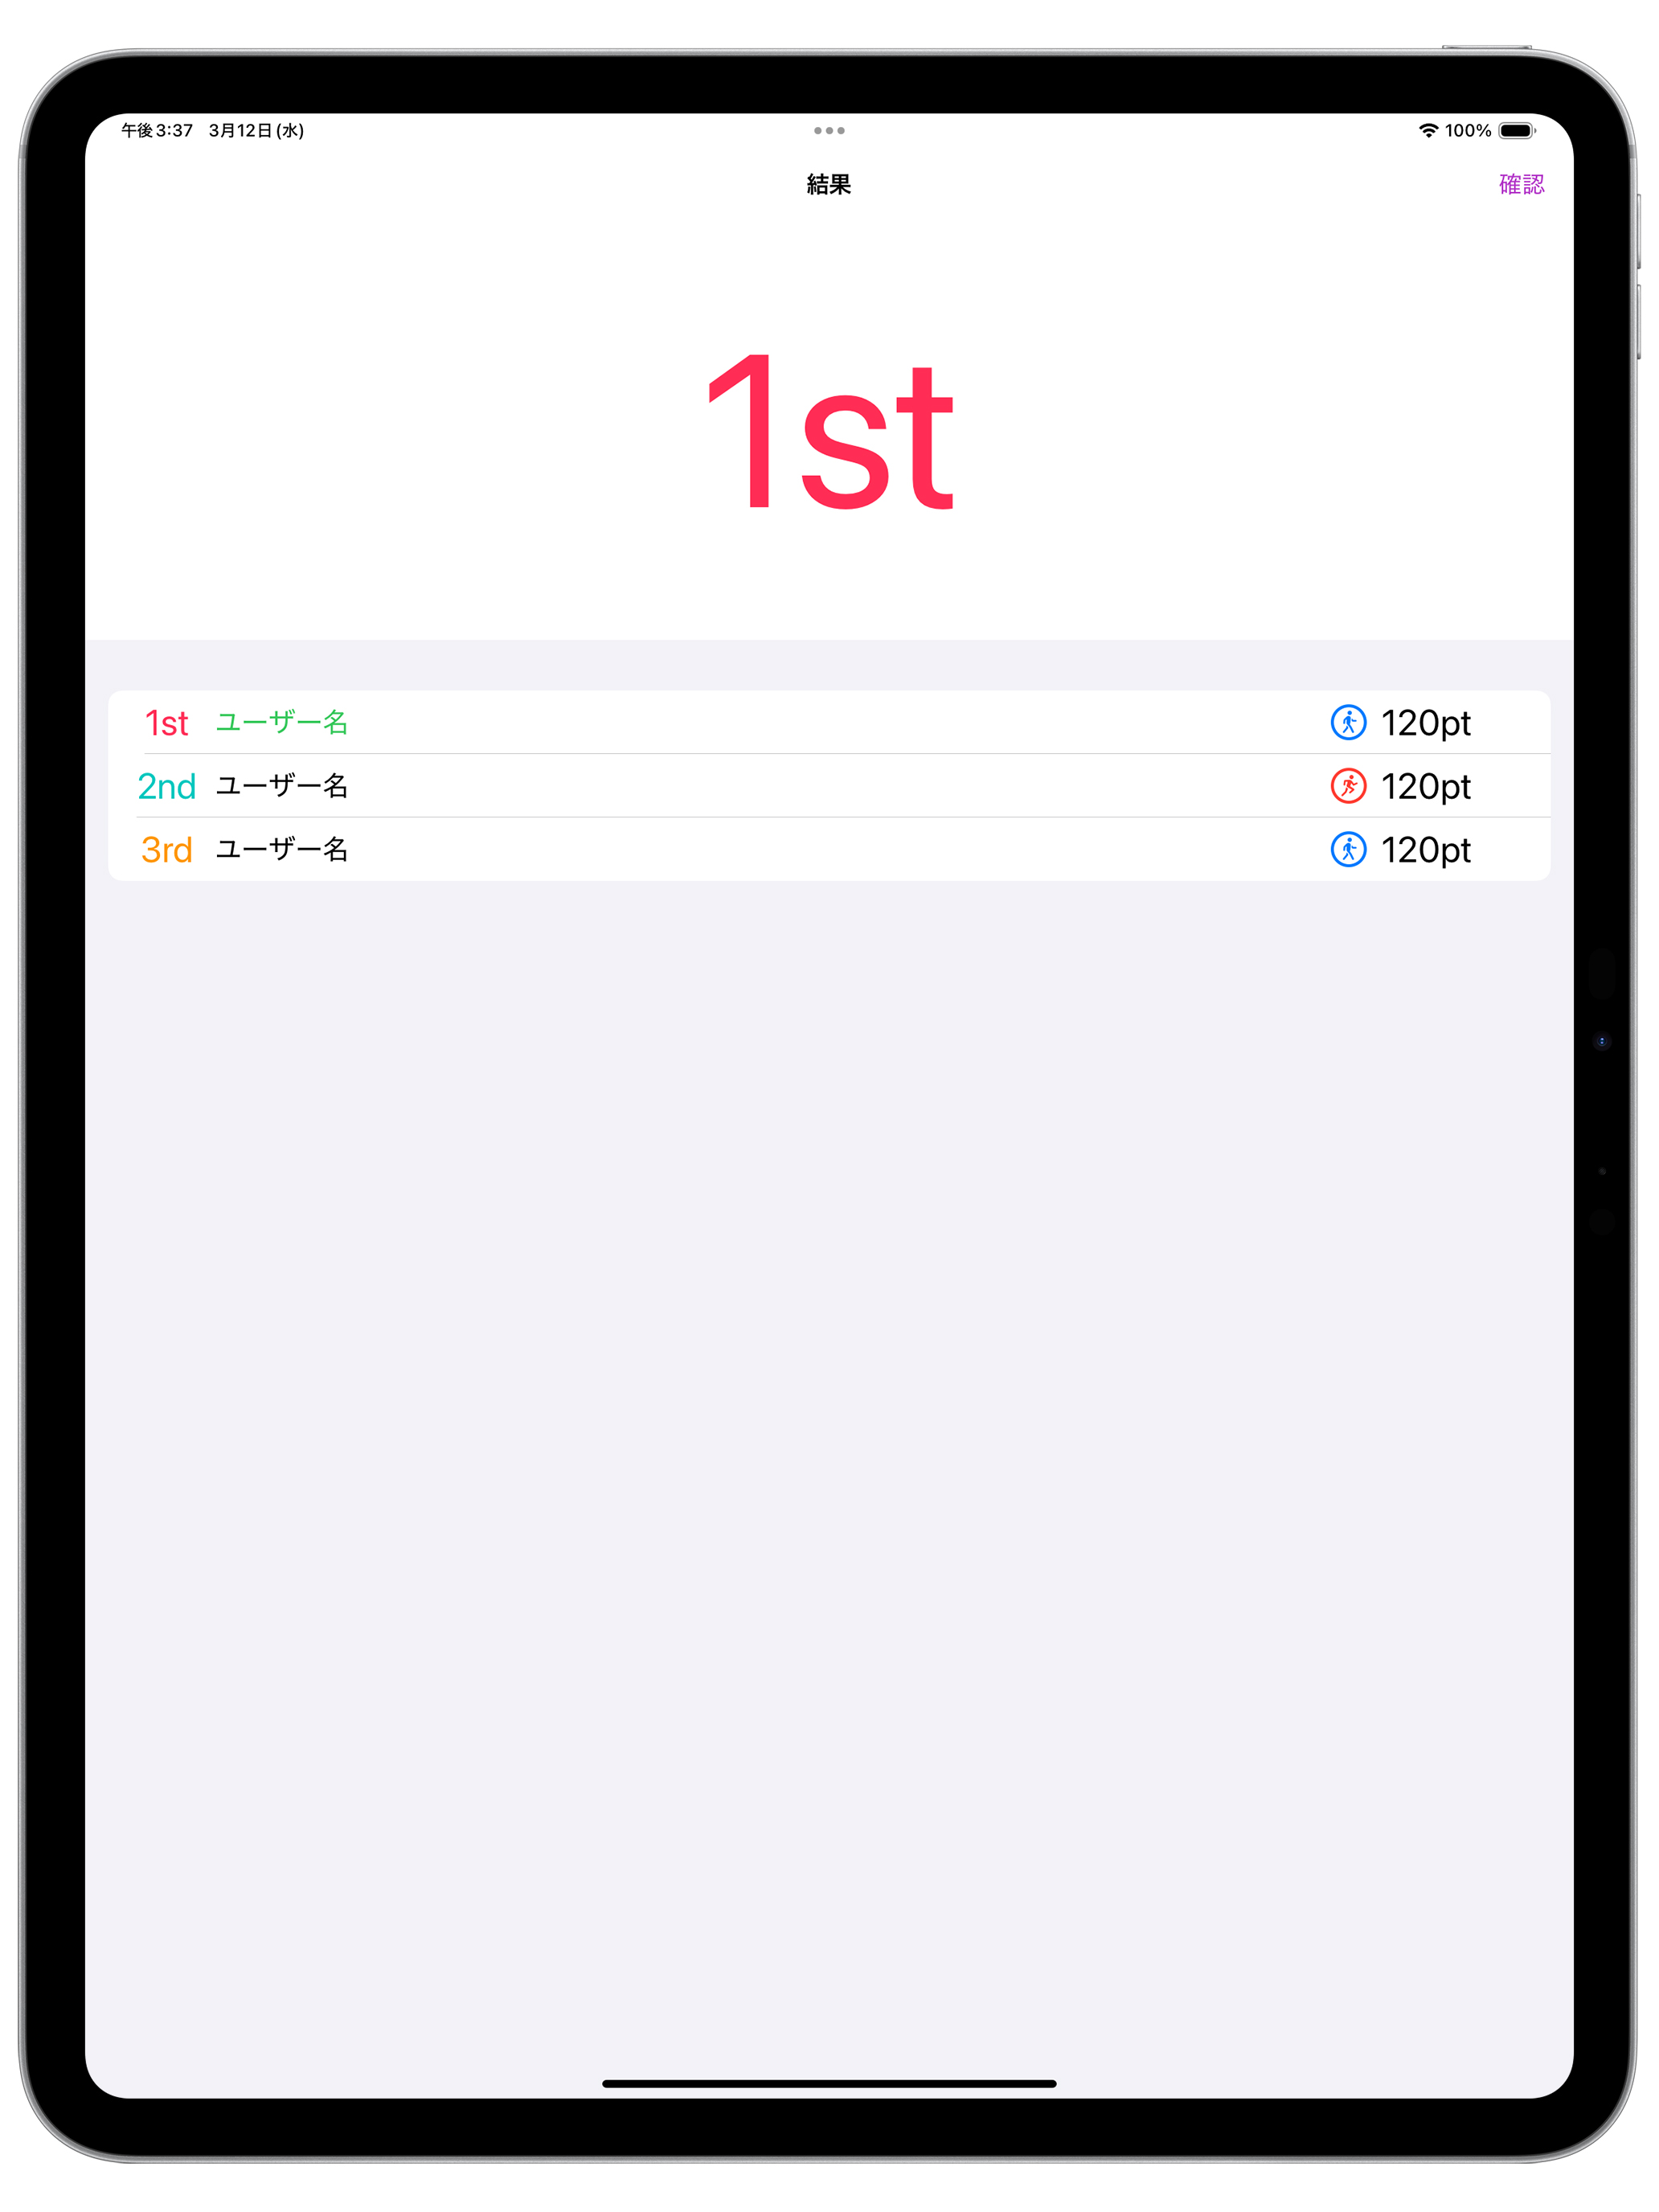 午後3:37 3月12日(水) 100%
結果 確認
1st
1st ユーザー名 120pt
2nd ユーザー名 120pt
3rd ユーザー名 120pt